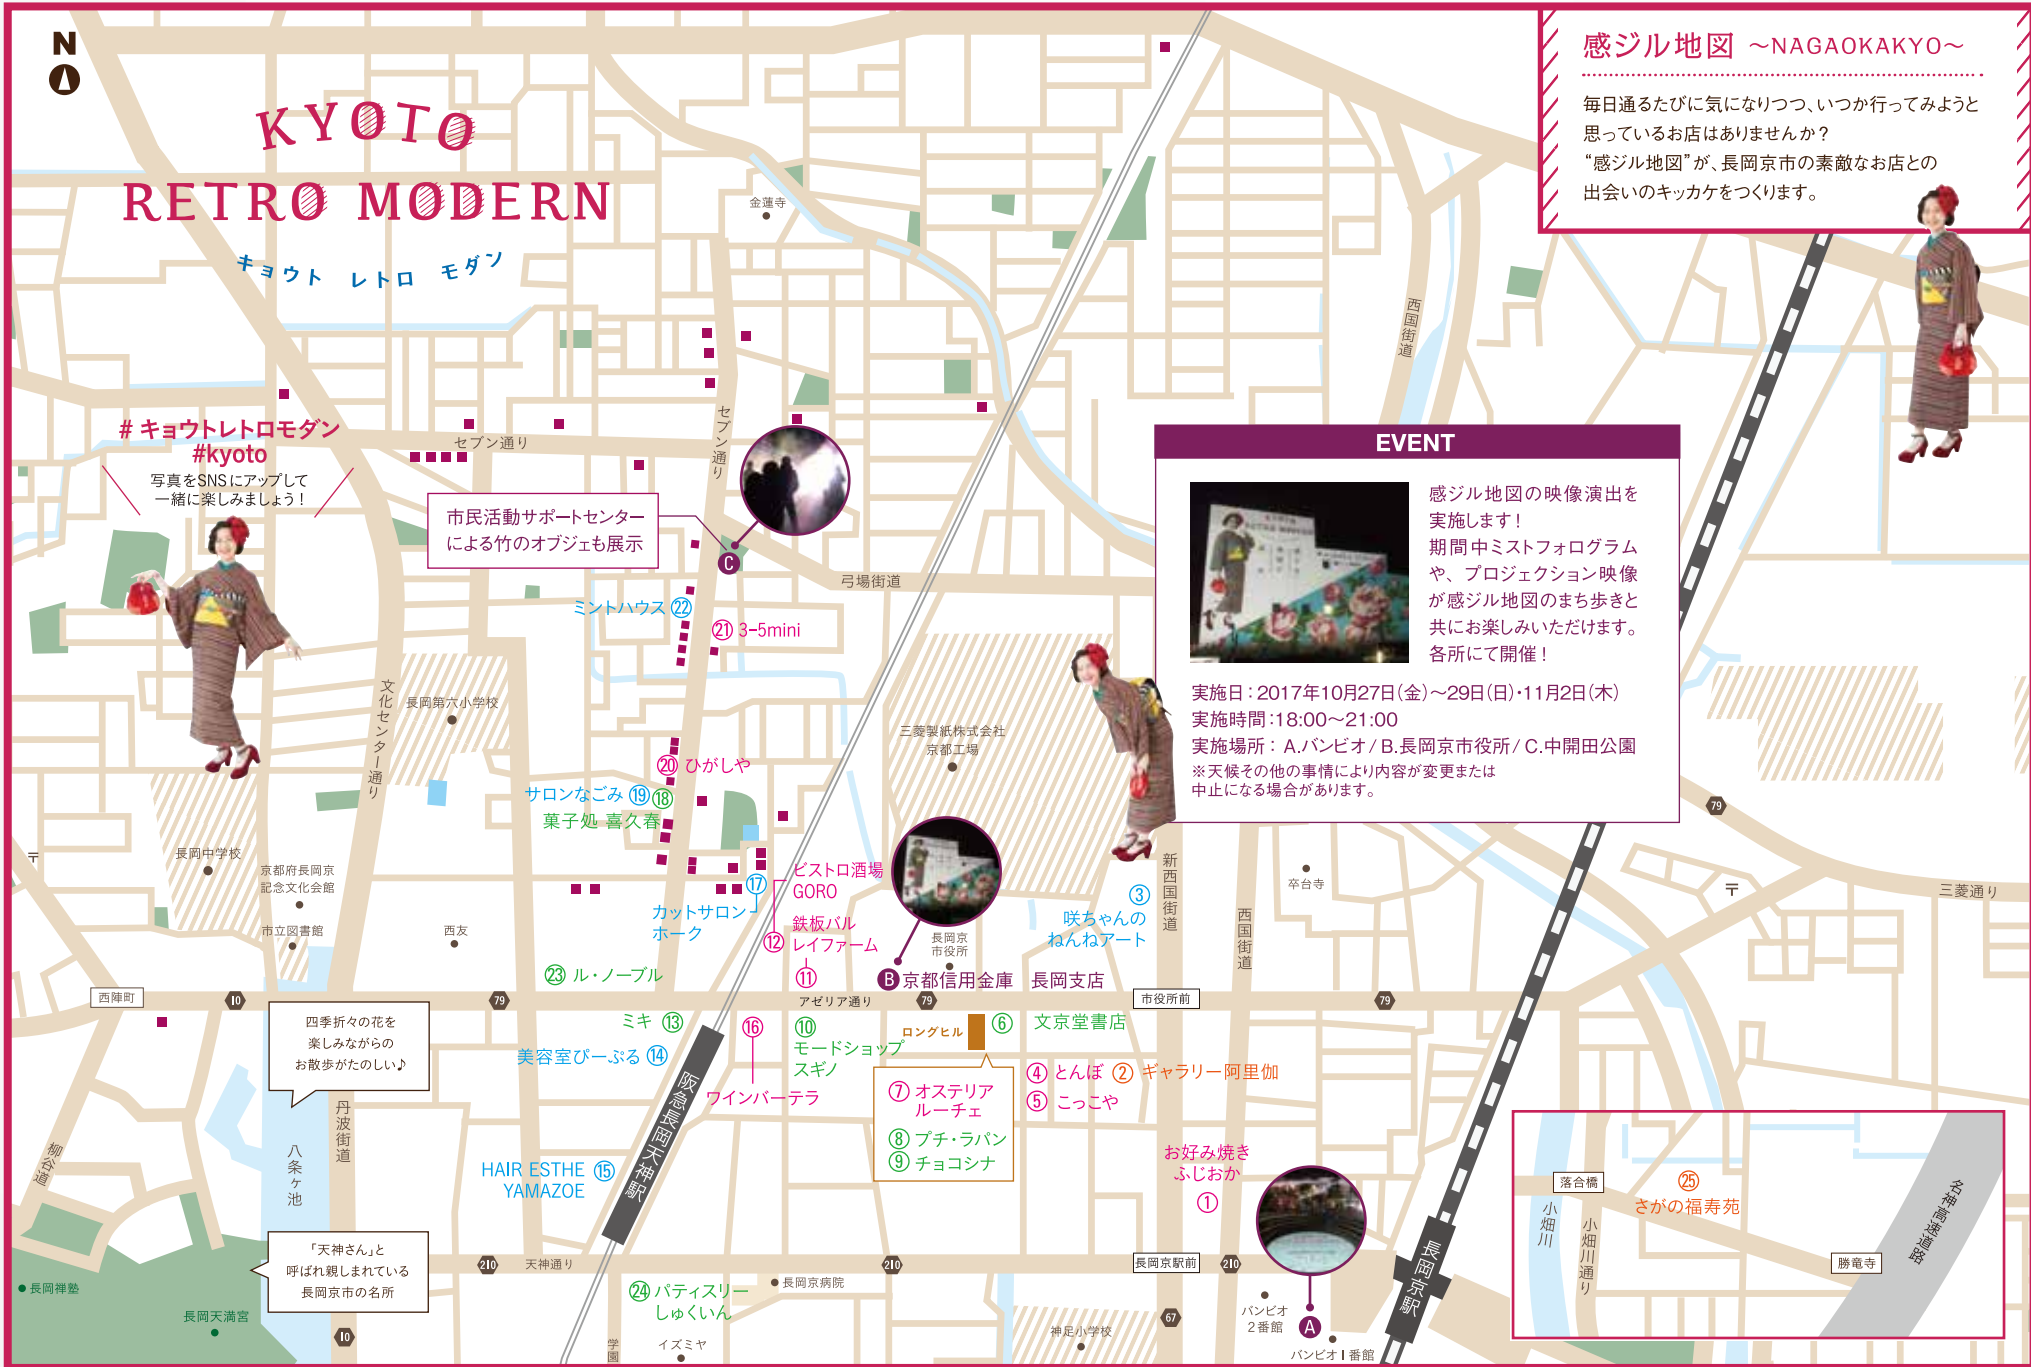 N
KYOTO
RETRO MODERN
キョウト レトロ モダン
感ジル地図 〜NAGAOKAKYO〜
毎日通るたびに気になりつつ、いつか行ってみようと
思っているお店はありませんか？
“感ジル地図”が、長岡京市の素敵なお店との
出会いのキッカケをつくります。
# キョウトレトロモダン
#kyoto
写真をSNSにアップして
一緒に楽しみましょう！
金蓮寺
西国街道
セブン通り
セブン通り
市民活動サポートセンター
による竹のオブジェも展示
C
弓場街道
EVENT
感ジル地図の映像演出を
実施します！
期間中ミストフォログラム
や、プロジェクション映像
が感ジル地図のまち歩きと
共にお楽しみいただけます。
各所にて開催！
実施日：2017年10月27日(金)〜29日(日)・11月2日(木)
実施時間：18:00〜21:00
実施場所： A.バンビオ / B.長岡京市役所 / C.中開田公園
※天候その他の事情により内容が変更または
中止になる場合があります。
ミントハウス ㉒
㉑ 3-5mini
文化センター通り
長岡第六小学校
三菱製紙株式会社
京都工場
⑳ ひがしや
サロンなごみ ⑲ ⑱
菓子処 喜久春
79
〒
長岡中学校
京都府長岡京
記念文化会館
市立図書館
西友
⑰
カットサロン
ホーク
ビストロ酒場
GORO
⑫
鉄板バル
レイファーム
⑪
長岡京
市役所
B 京都信用金庫 長岡支店
③
咲ちゃんの
ねんねアート
新西国街道
西国街道
卒台寺
〒
三菱通り
㉓ ル・ノーブル
西陣町
10
79
アゼリア通り
79
市役所前
79
四季折々の花を
楽しみながらの
お散歩がたのしい♪
ミキ ⑬
美容室ぴーぷる ⑭
⑯
ワインバーテラ
⑩
モードショップ
スギノ
ロングヒル
⑥ 文京堂書店
⑦ オステリア
ルーチェ
⑧ プチ・ラパン
⑨ チョコシナ
④ とんぼ
② ギャラリー阿里伽
⑤ こっこや
阪急長岡天神駅
丹波街道
八条ヶ池
柳谷道
HAIR ESTHE ⑮
YAMAZOE
お好み焼き
ふじおか
①
落合橋
㉕
さがの福寿苑
小畑川
小畑川通り
名神高速道路
勝竜寺
「天神さん」と
呼ばれ親しまれている
長岡京市の名所
長岡禅塾
長岡天満宮
10
210
天神通り
210
長岡京駅前
210
長岡京駅
㉔ パティスリー
しゅくいん
長岡京病院
イズミヤ
学園
神足小学校
67
バンビオ
2番館
A
バンビオ1番館